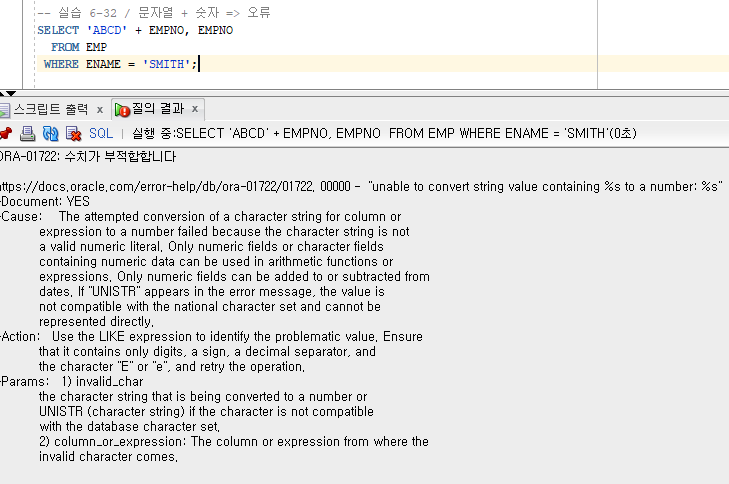 -- 실습 6-32 / 문자열 + 숫자 => 오류
SELECT 'ABCD' + EMPNO, EMPNO
FROM EMP
WHERE ENAME = 'SMITH';
스크립트 출력 x 질의 결과 x
SQL | 실행 중:SELECT 'ABCD' + EMPNO, EMPNO FROM EMP WHERE ENAME = 'SMITH'(0초)
ORA-01722: 수치가 부적합합니다
https://docs.oracle.com/error-help/db/ora-01722/01722. 00000 - "unable to convert string value containing %s to a number: %s"
*Document: YES
*Cause: The attempted conversion of a character string for column or
expression to a number failed because the character string is not
a valid numeric literal. Only numeric fields or character fields
containing numeric data can be used in arithmetic functions or
expressions. Only numeric fields can be added to or subtracted from
dates. If "UNISTR" appears in the error message, the value is
not compatible with the national character set and cannot be
represented directly.
*Action: Use the LIKE expression to identify the problematic value. Ensure
that it contains only digits, a sign, a decimal separator, and
the character "E" or "e", and retry the operation.
*Params: 1) invalid_char
the character string that is being converted to a number or
UNISTR (character string) if the character is not compatible
with the database character set.
2) column_or_expression: The column or expression from where the
invalid character comes.